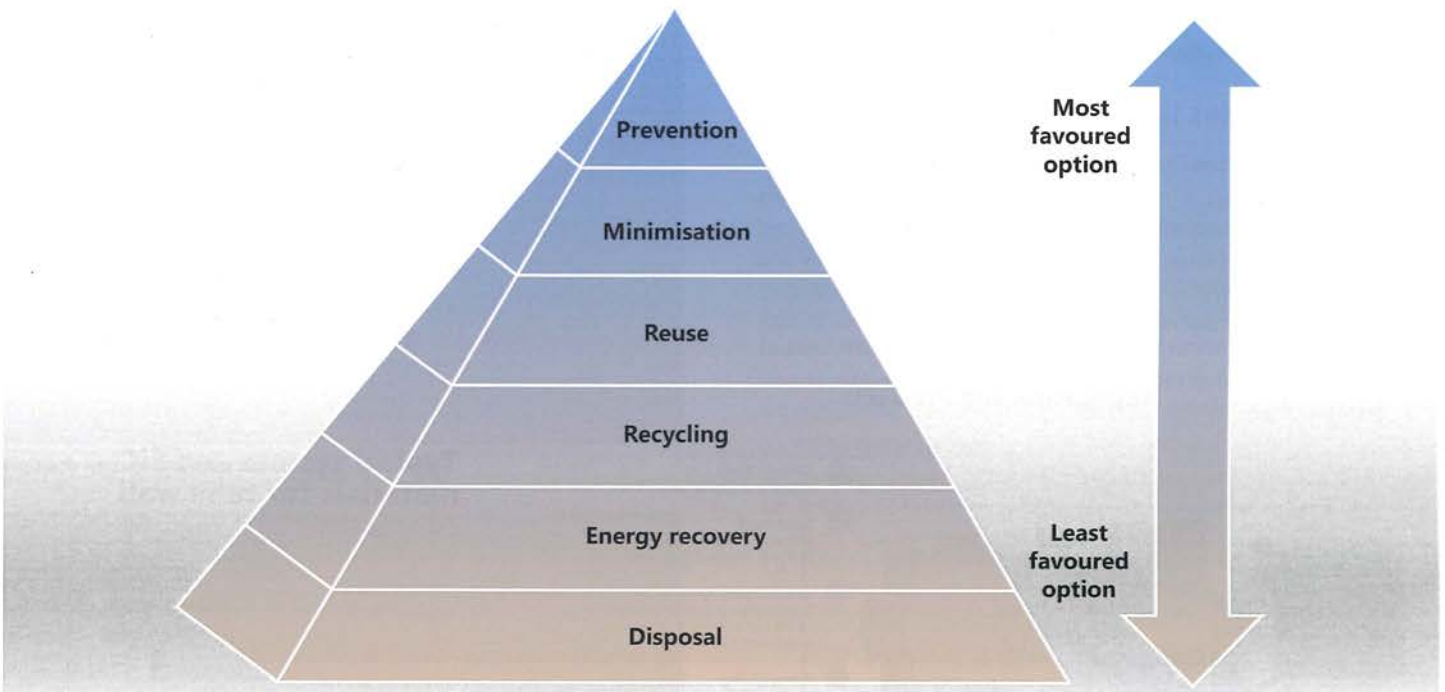 Prevention
Minimisation
Reuse
Recycling
Energy recovery
Disposal
Most
favoured
option
Least
favoured
option